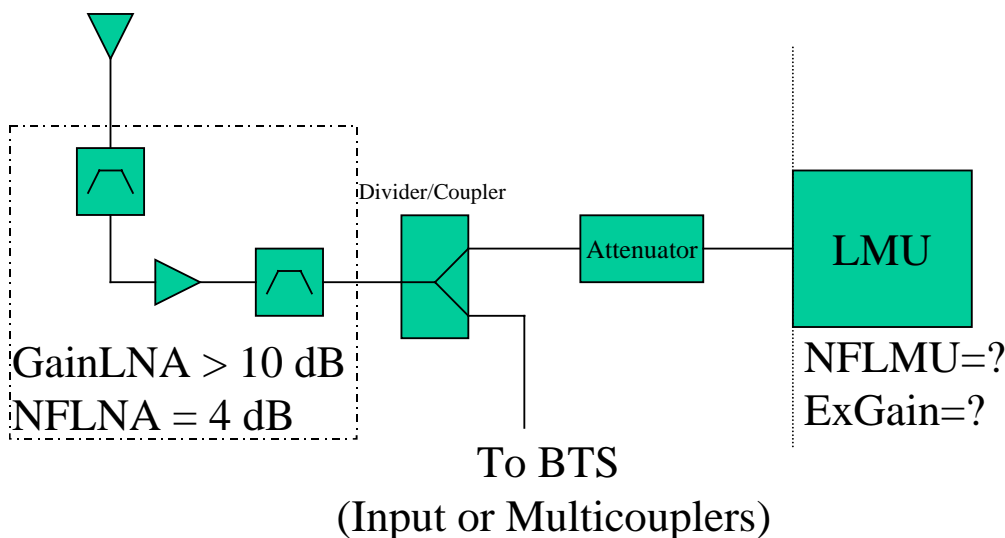 Divider/Coupler
Attenuator
LMU
GainLNA > 10 dB
NFLNA = 4 dB
NFLMU=?
ExGain=?
To BTS
(Input or Multicouplers)